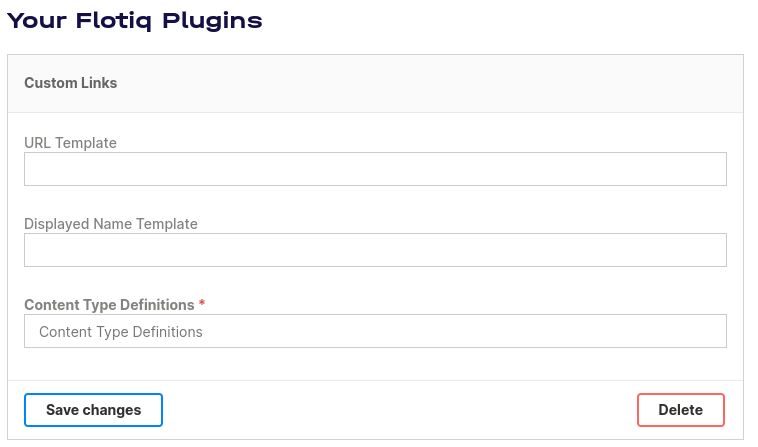 Your Flotiq Plugins
Custom Links
URL Template
Displayed Name Template
Content Type Definitions *
Content Type Definitions
Save changes
Delete